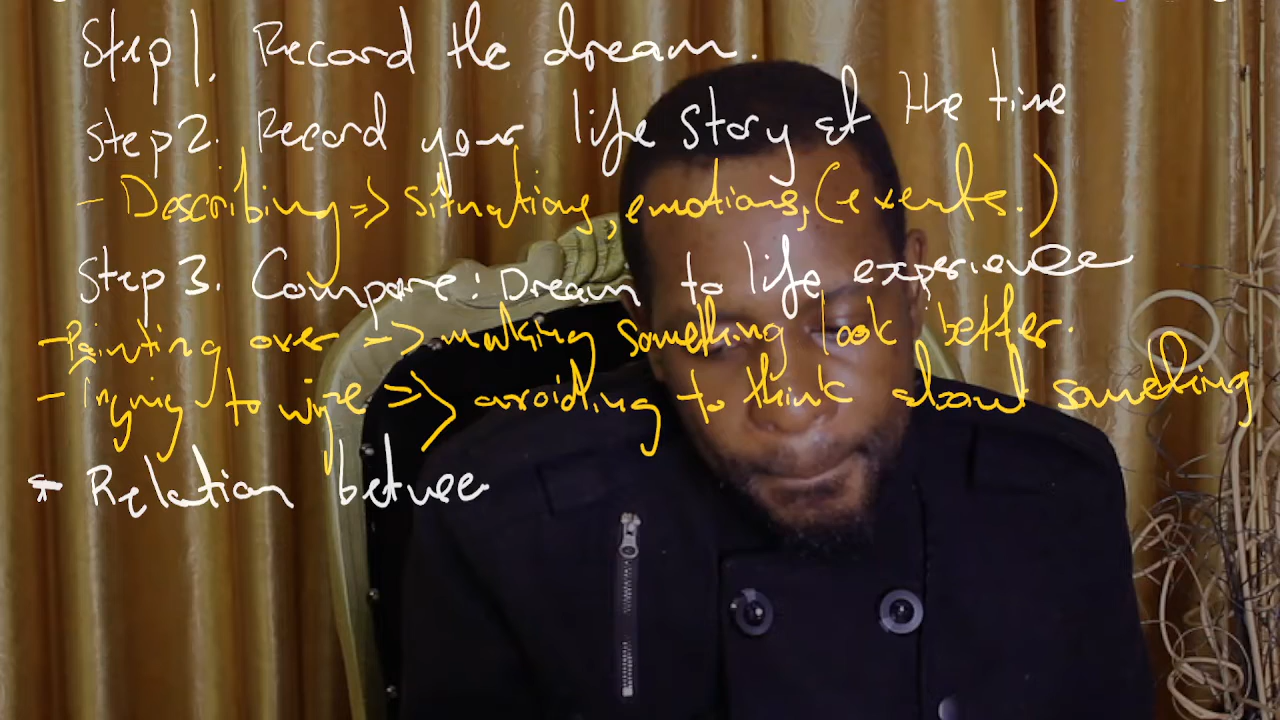 Step 1. Record the dream.
Step 2. Record your life story at the time
- Describing => situations, emotions, (events.)
Step 3. Compare: Dream to life experience
- Painting over => making something look better.
- Trying to wipe => avoiding to think about something
* Relation betwee